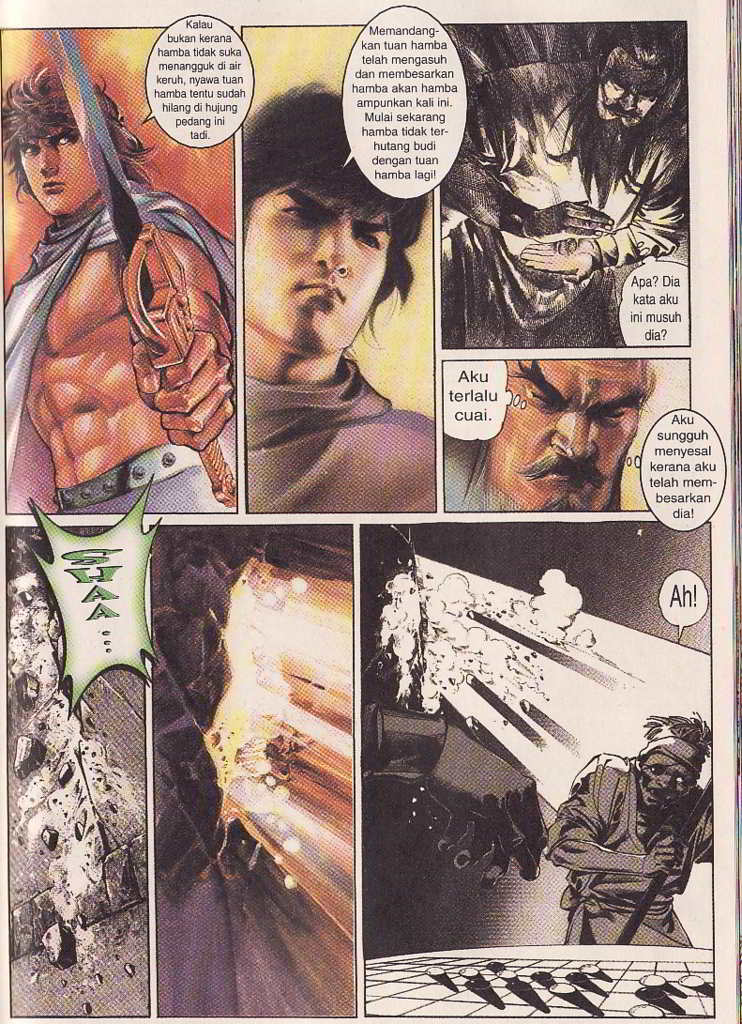 Kalau
bukan kerana
hamba tidak suka
menangguk di air
keruh, nyawa tuan
hamba tentu sudah
hilang di hujung
pedang ini
tadi.
Memandang-
kan tuan hamba
telah mengasuh
dan membesarkan
hamba akan hamba
ampunkan kali ini.
Mulai sekarang
hamba tidak ter-
hutang budi
dengan tuan
hamba lagi!
Apa? Dia
kata aku
ini musuh
dia?
Aku
terlalu
cuai.
Aku
sungguh
menyesal
kerana aku
telah mem-
besarkan
dia!
SHAA...
Ah!